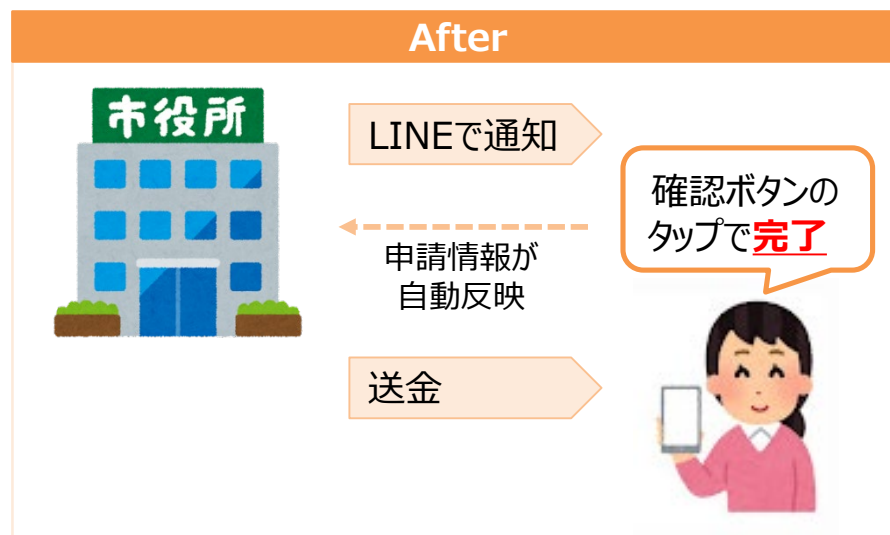 After
市役所
LINEで通知
確認ボタンの
タップで完了
申請情報が
自動反映
送金